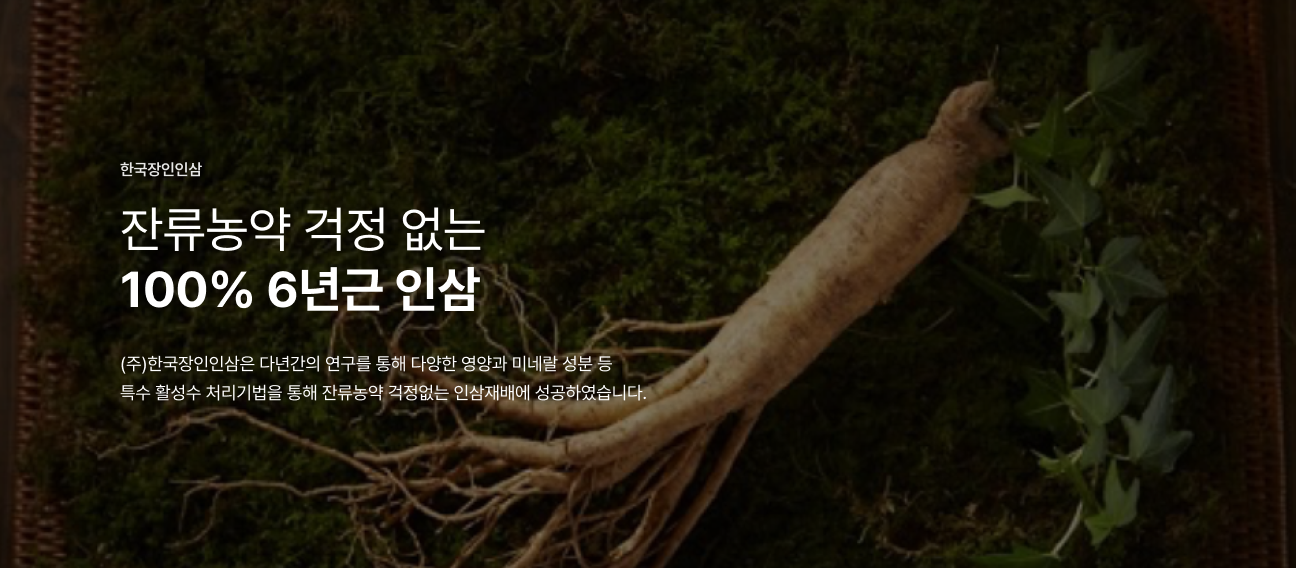 한국장인인삼
잔류농약 걱정 없는
100% 6년근 인삼
(주)한국장인인삼은 다년간의 연구를 통해 다양한 영양과 미네랄 성분 등
특수 활성수 처리기법을 통해 잔류농약 걱정없는 인삼재배에 성공하였습니다.